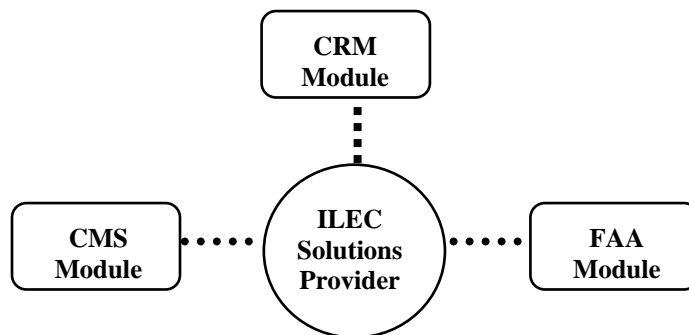 CRM
Module
ILEC
Solutions
Provider
CMS
Module
FAA
Module